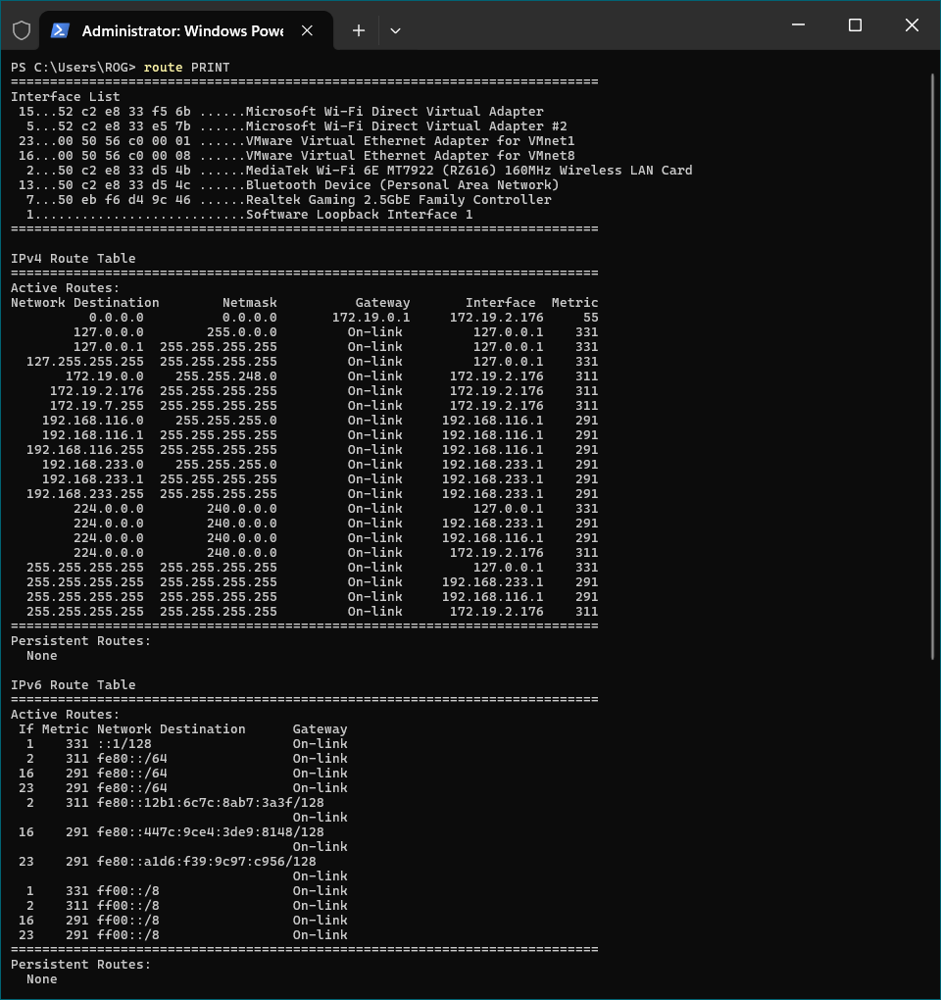 Administrator: Windows Powe
PS C:\Users\ROG> route PRINT
===========================================================================
Interface List
 15...52 c2 e8 33 f5 6b ......Microsoft Wi-Fi Direct Virtual Adapter
  5...52 c2 e8 33 e5 7b ......Microsoft Wi-Fi Direct Virtual Adapter #2
 23...00 50 56 c0 00 01 ......VMware Virtual Ethernet Adapter for VMnet1
 16...00 50 56 c0 00 08 ......VMware Virtual Ethernet Adapter for VMnet8
  2...50 c2 e8 33 d5 4b ......MediaTek Wi-Fi 6E MT7922 (RZ616) 160MHz Wireless LAN Card
 13...50 c2 e8 33 d5 4c ......Bluetooth Device (Personal Area Network)
  7...50 eb f6 d4 9c 46 ......Realtek Gaming 2.5GbE Family Controller
  1...........................Software Loopback Interface 1
===========================================================================

IPv4 Route Table
===========================================================================
Active Routes:
Network Destination        Netmask          Gateway       Interface  Metric
          0.0.0.0          0.0.0.0       172.19.0.1     172.19.2.176     55
        127.0.0.0        255.0.0.0         On-link         127.0.0.1    331
        127.0.0.1  255.255.255.255         On-link         127.0.0.1    331
  127.255.255.255  255.255.255.255         On-link         127.0.0.1    331
       172.19.0.0    255.255.248.0         On-link      172.19.2.176    311
     172.19.2.176  255.255.255.255         On-link      172.19.2.176    311
     172.19.7.255  255.255.255.255         On-link      172.19.2.176    311
    192.168.116.0    255.255.255.0         On-link     192.168.116.1    291
    192.168.116.1  255.255.255.255         On-link     192.168.116.1    291
  192.168.116.255  255.255.255.255         On-link     192.168.116.1    291
    192.168.233.0    255.255.255.0         On-link     192.168.233.1    291
    192.168.233.1  255.255.255.255         On-link     192.168.233.1    291
  192.168.233.255  255.255.255.255         On-link     192.168.233.1    291
        224.0.0.0        240.0.0.0         On-link         127.0.0.1    331
        224.0.0.0        240.0.0.0         On-link     192.168.233.1    291
        224.0.0.0        240.0.0.0         On-link     192.168.116.1    291
        224.0.0.0        240.0.0.0         On-link      172.19.2.176    311
  255.255.255.255  255.255.255.255         On-link         127.0.0.1    331
  255.255.255.255  255.255.255.255         On-link     192.168.233.1    291
  255.255.255.255  255.255.255.255         On-link     192.168.116.1    291
  255.255.255.255  255.255.255.255         On-link      172.19.2.176    311
===========================================================================
Persistent Routes:
  None

IPv6 Route Table
===========================================================================
Active Routes:
 If Metric Network Destination      Gateway
  1    331 ::1/128                  On-link
  2    311 fe80::/64                On-link
 16    291 fe80::/64                On-link
 23    291 fe80::/64                On-link
  2    311 fe80::12b1:6c7c:8ab7:3a3f/128
                                    On-link
 16    291 fe80::447c:9ce4:3de9:8148/128
                                    On-link
 23    291 fe80::a1d6:f39:9c97:c956/128
                                    On-link
  1    331 ff00::/8                 On-link
  2    311 ff00::/8                 On-link
 16    291 ff00::/8                 On-link
 23    291 ff00::/8                 On-link
===========================================================================
Persistent Routes:
  None